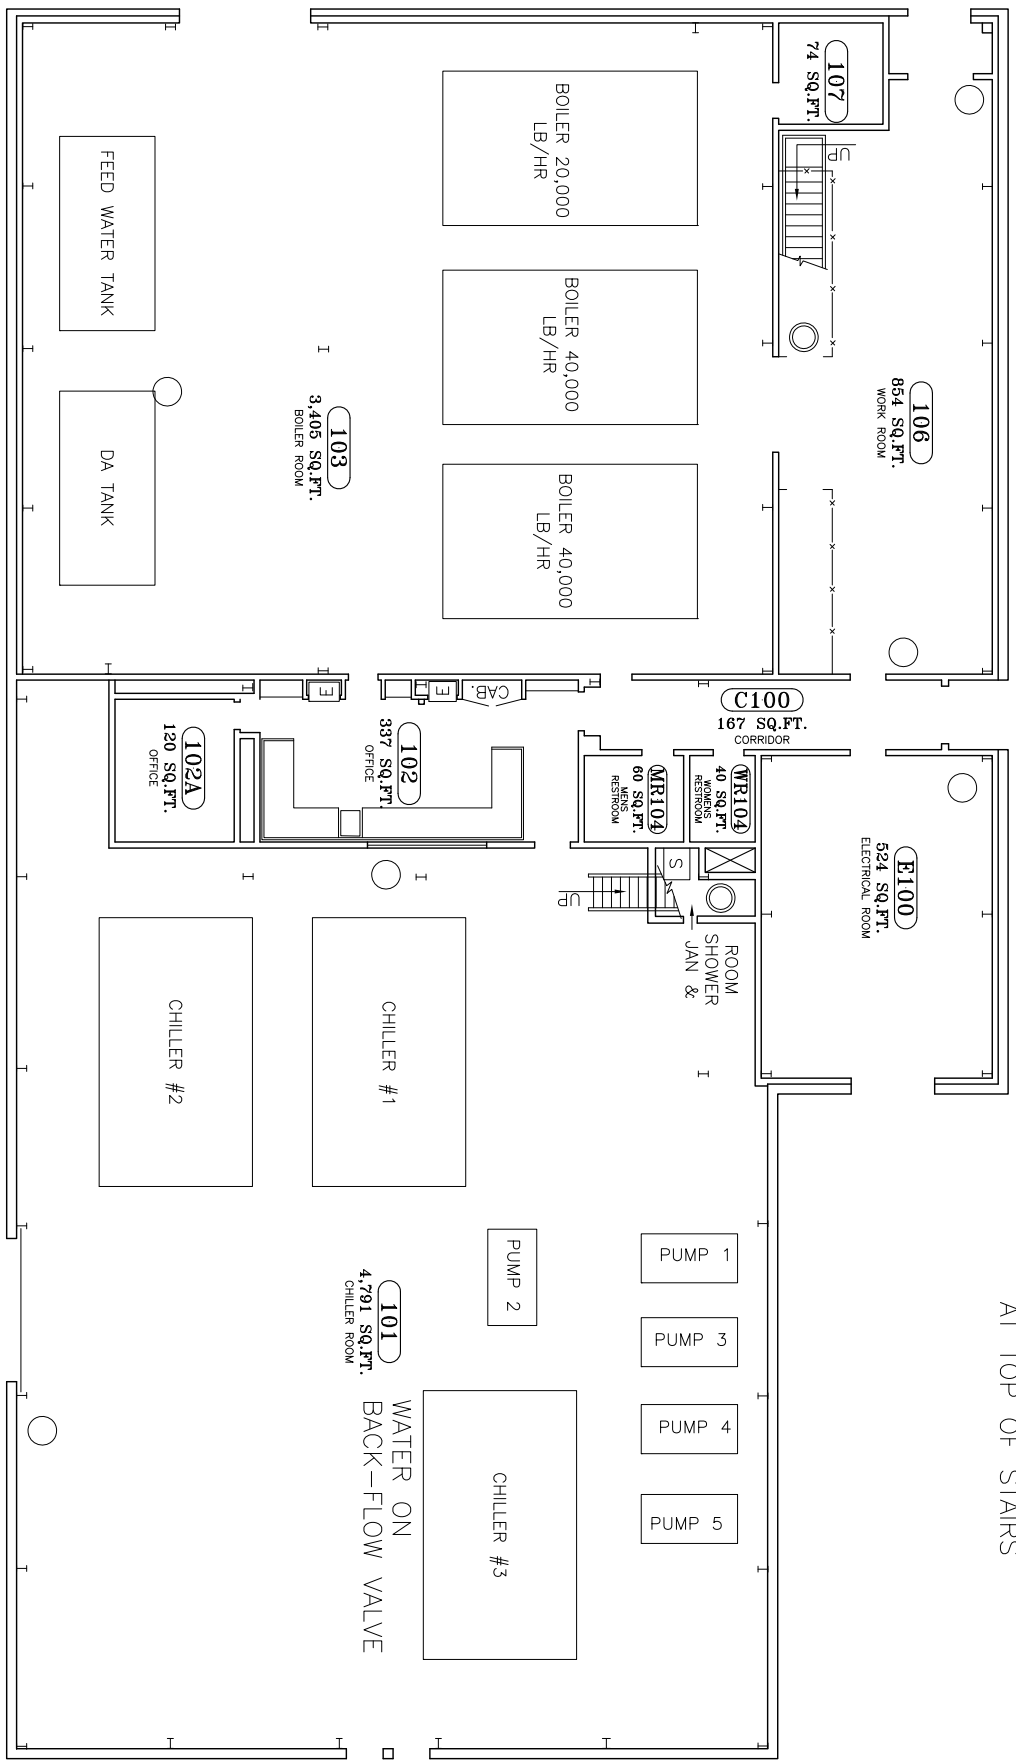 107
74 SQ.FT.
UP
BOILER 20,000
LB/HR
FEED WATER TANK
106
854 SQ.FT.
WORK ROOM
BOILER 40,000
LB/HR
103
3,405 SQ.FT.
BOILER ROOM
DA TANK
BOILER 40,000
LB/HR
C100
167 SQ.FT.
CORRIDOR
CAB.
E
E
102
337 SQ.FT.
OFFICE
102A
120 SQ.FT.
OFFICE
WR104
40 SQ.FT.
WOMENS
RESTROOM
MR104
60 SQ.FT.
MENS
RESTROOM
E100
524 SQ.FT.
ELECTRICAL ROOM
S
UP
JAN &
SHOWER
ROOM
CHILLER #1
CHILLER #2
PUMP 1
PUMP 2
PUMP 3
PUMP 4
PUMP 5
101
4,791 SQ.FT.
CHILLER ROOM
WATER ON
BACK-FLOW VALVE
CHILLER #3
AT TOP OF STAIRS